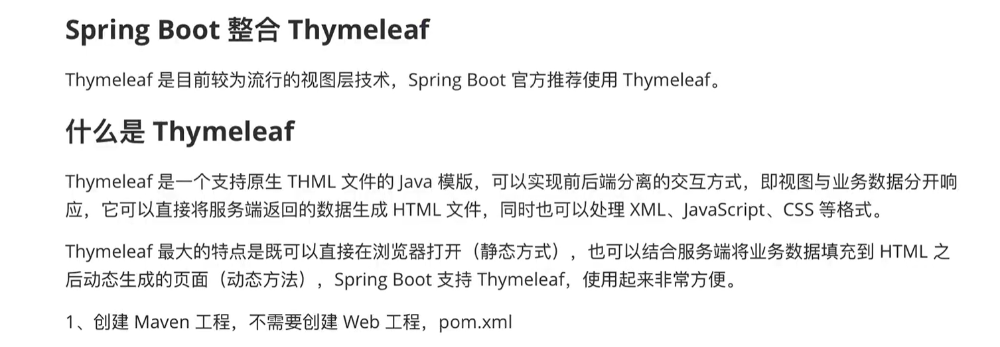 Spring Boot 整合 Thymeleaf
Thymeleaf 是目前较为流行的视图层技术，Spring Boot 官方推荐使用 Thymeleaf。
什么是 Thymeleaf
Thymeleaf 是一个支持原生 THML 文件的 Java 模版，可以实现前后端分离的交互方式，即视图与业务数据分开响
应，它可以直接将服务端返回的数据生成 HTML 文件，同时也可以处理 XML、JavaScript、CSS 等格式。
Thymeleaf 最大的特点是既可以直接在浏览器打开（静态方式），也可以结合服务端将业务数据填充到 HTML 之
后动态生成的页面（动态方法），Spring Boot 支持 Thymeleaf，使用起来非常方便。
1、创建 Maven 工程，不需要创建 Web 工程，pom.xml